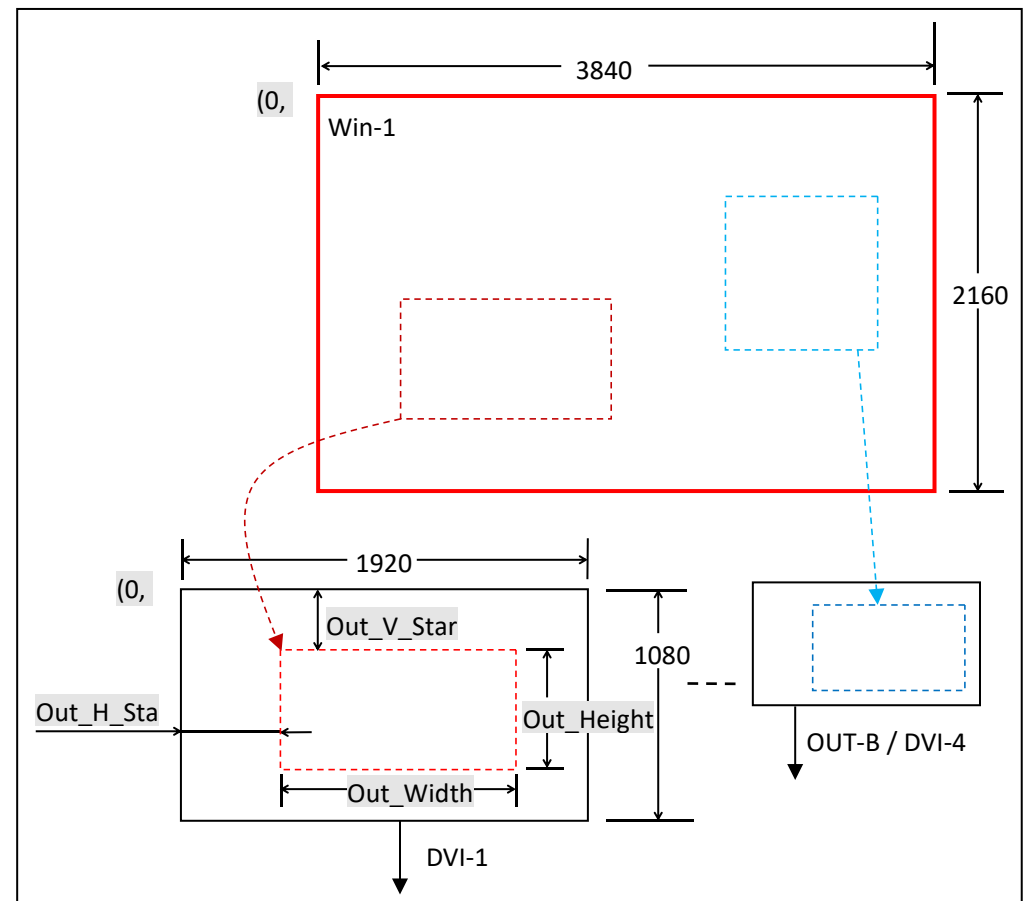 3840
(0,
Win-1
2160
1920
(0,
Out_V_Star
1080
Out_H_Sta
Out_Height
OUT-B / DVI-4
Out_Width
DVI-1